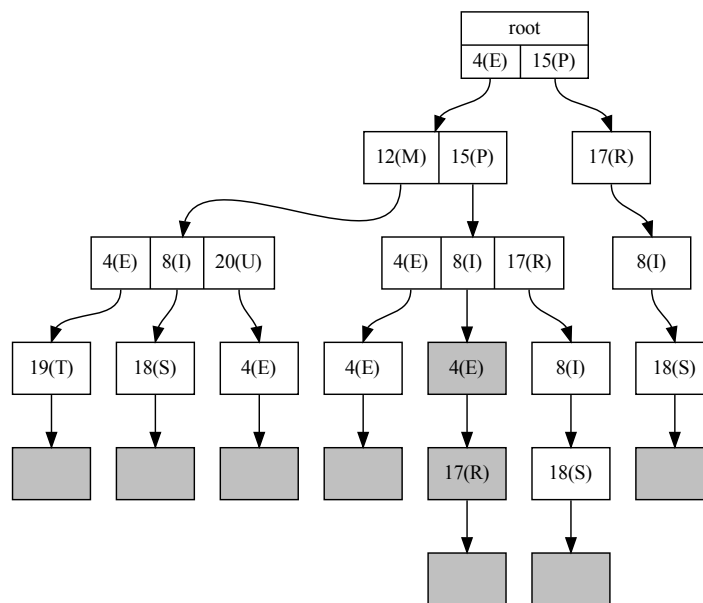 root
4(E) 15(P)
12(M) 15(P) 17(R)
4(E) 8(I) 20(U) 4(E) 8(I) 17(R) 8(I)
19(T) 18(S) 4(E) 4(E) 4(E) 8(I) 18(S)
17(R) 18(S)